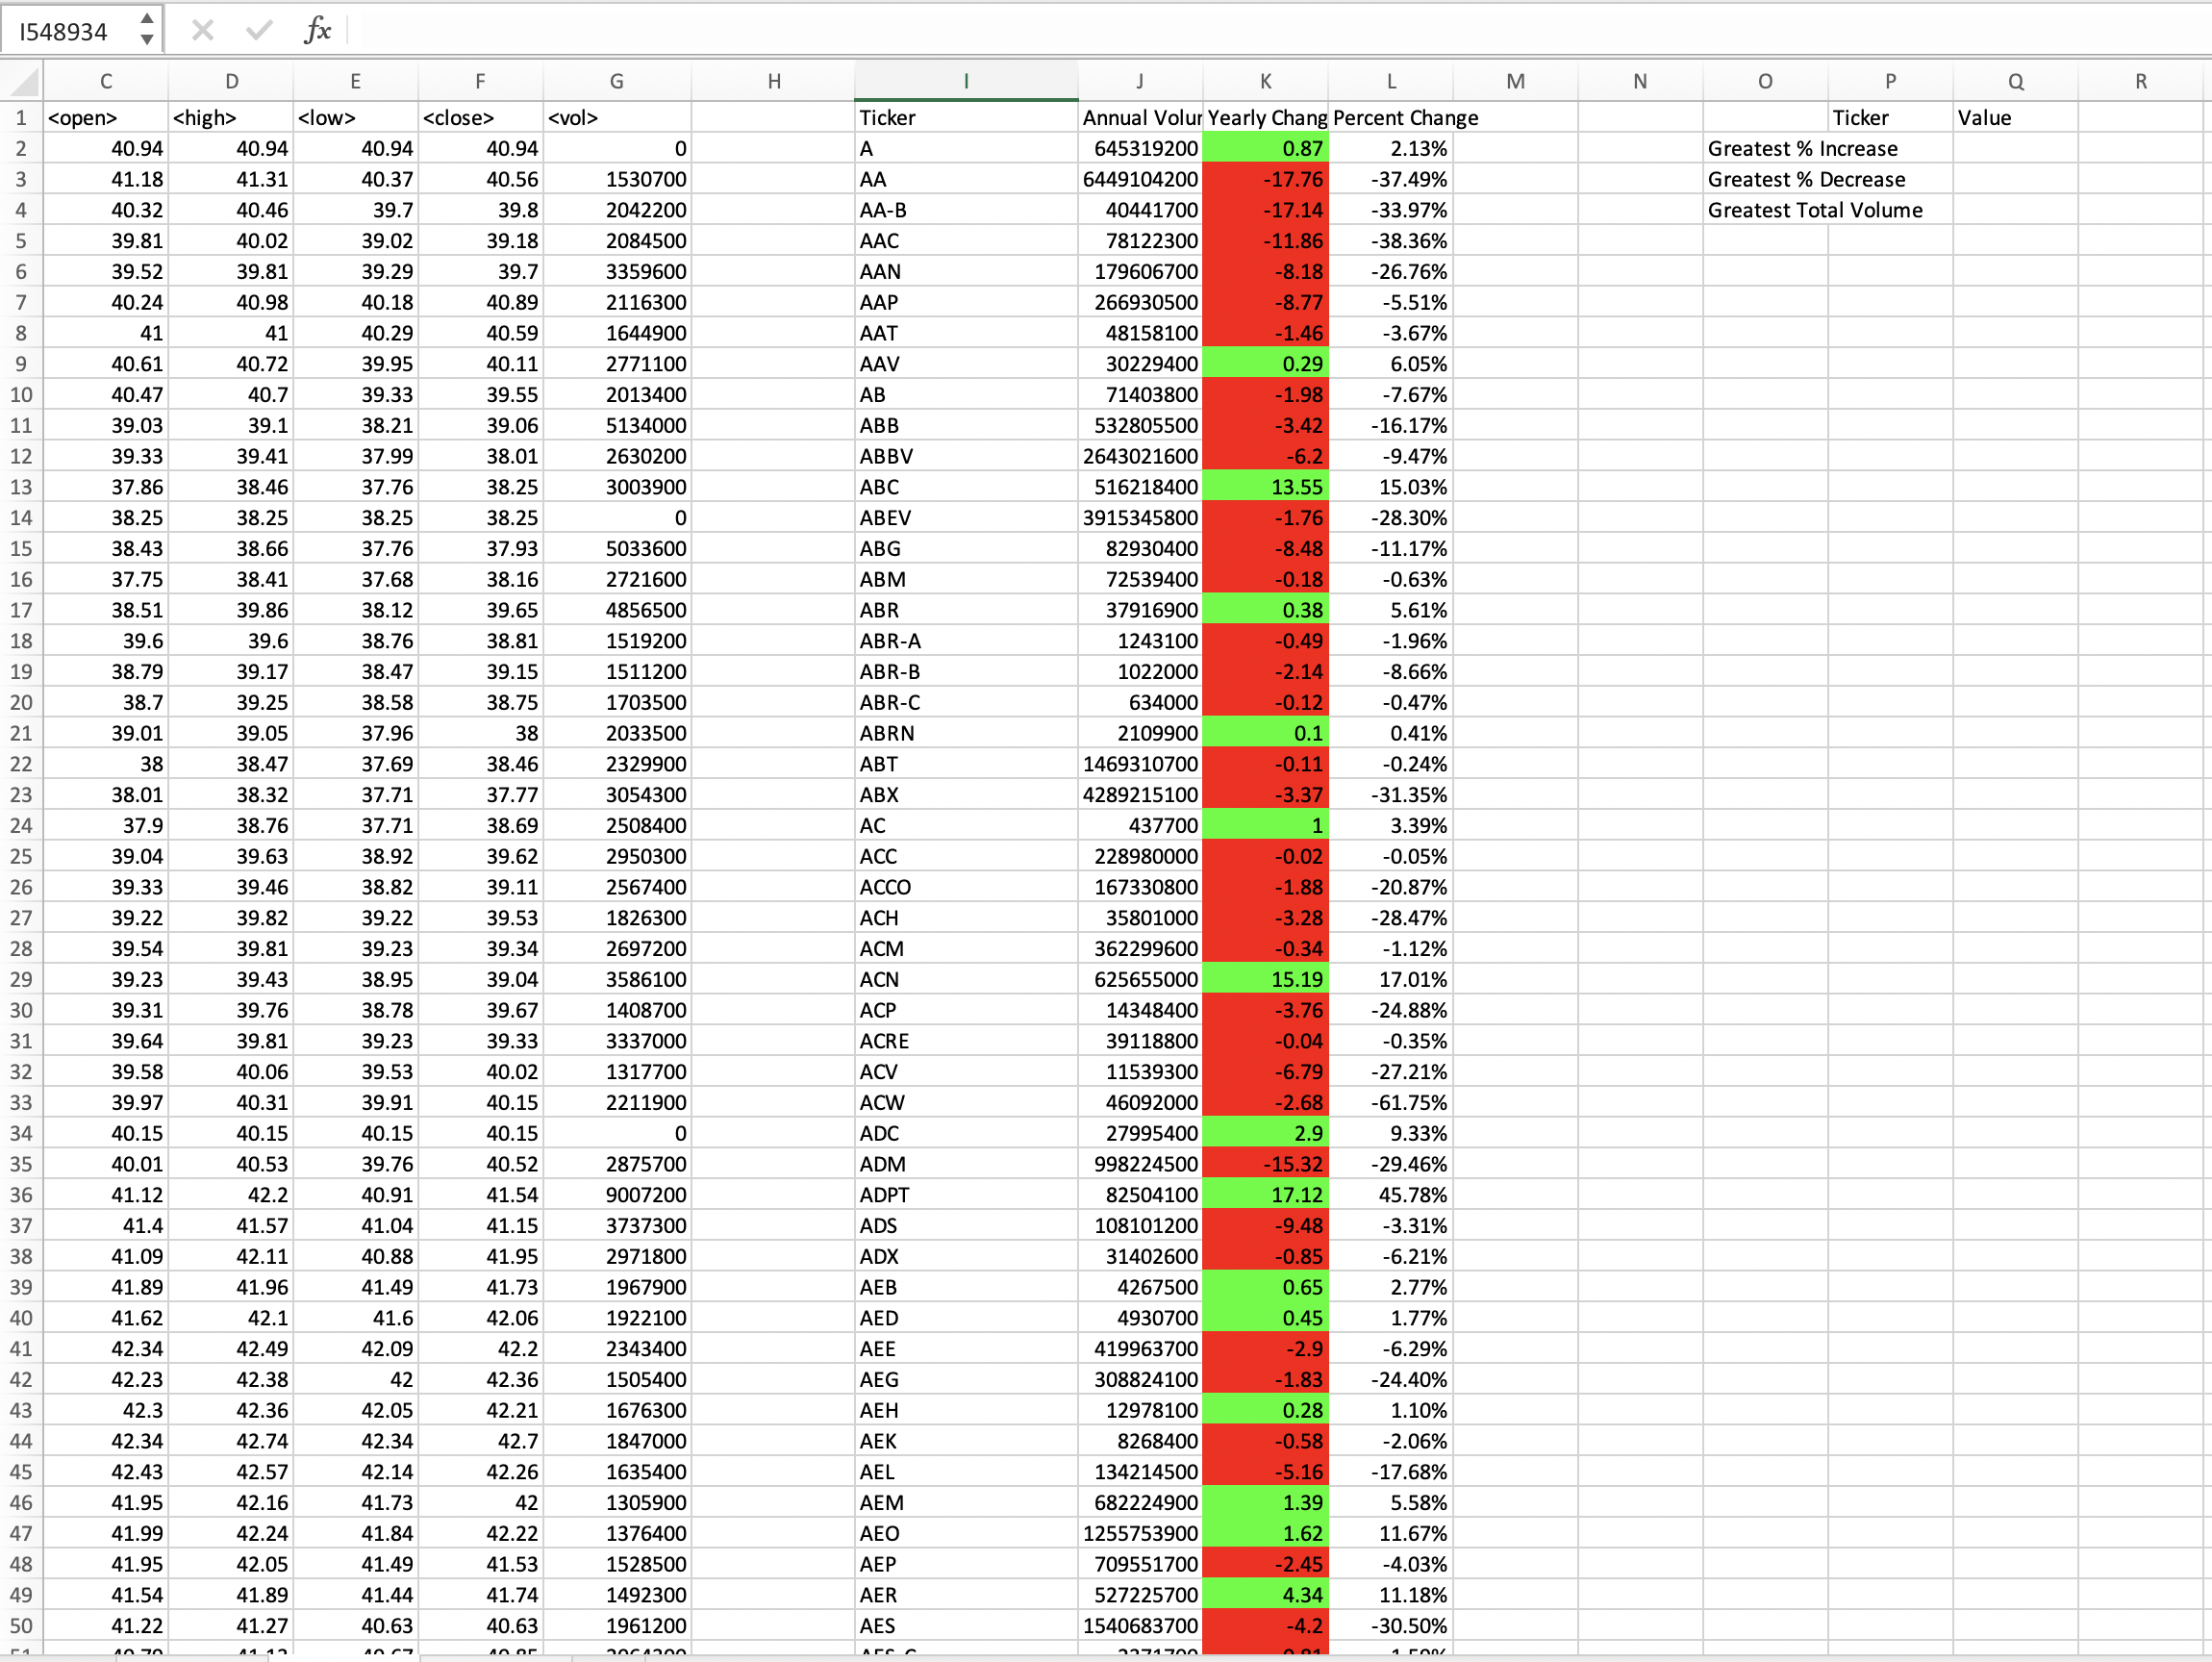 I548934 fx
C D E F G H I J K L M N O P Q R
1 <open> <high> <low> <close> <vol> Ticker Annual Volur Yearly Chang Percent Change Ticker Value
2 40.94 40.94 40.94 40.94 0 A 645319200 0.87 2.13% Greatest % Increase
3 41.18 41.31 40.37 40.56 1530700 AA 6449104200 -17.76 -37.49% Greatest % Decrease
4 40.32 40.46 39.7 39.8 2042200 AA-B 40441700 -17.14 -33.97% Greatest Total Volume
5 39.81 40.02 39.02 39.18 2084500 AAC 78122300 -11.86 -38.36%
6 39.52 39.81 39.29 39.7 3359600 AAN 179606700 -8.18 -26.76%
7 40.24 40.98 40.18 40.89 2116300 AAP 266930500 -8.77 -5.51%
8 41 41 40.29 40.59 1644900 AAT 48158100 -1.46 -3.67%
9 40.61 40.72 39.95 40.11 2771100 AAV 30229400 0.29 6.05%
10 40.47 40.7 39.33 39.55 2013400 AB 71403800 -1.98 -7.67%
11 39.03 39.1 38.21 39.06 5134000 ABB 532805500 -3.42 -16.17%
12 39.33 39.41 37.99 38.01 2630200 ABBV 2643021600 -6.2 -9.47%
13 37.86 38.46 37.76 38.25 3003900 ABC 516218400 13.55 15.03%
14 38.25 38.25 38.25 38.25 0 ABEV 3915345800 -1.76 -28.30%
15 38.43 38.66 37.76 37.93 5033600 ABG 82930400 -8.48 -11.17%
16 37.75 38.41 37.68 38.16 2721600 ABM 72539400 -0.18 -0.63%
17 38.51 39.86 38.12 39.65 4856500 ABR 37916900 0.38 5.61%
18 39.6 39.6 38.76 38.81 1519200 ABR-A 1243100 -0.49 -1.96%
19 38.79 39.17 38.47 39.15 1511200 ABR-B 1022000 -2.14 -8.66%
20 38.7 39.25 38.58 38.75 1703500 ABR-C 634000 -0.12 -0.47%
21 39.01 39.05 37.96 38 2033500 ABRN 2109900 0.1 0.41%
22 38 38.47 37.69 38.46 2329900 ABT 1469310700 -0.11 -0.24%
23 38.01 38.32 37.71 37.77 3054300 ABX 4289215100 -3.37 -31.35%
24 37.9 38.76 37.71 38.69 2508400 AC 437700 1 3.39%
25 39.04 39.63 38.92 39.62 2950300 ACC 228980000 -0.02 -0.05%
26 39.33 39.46 38.82 39.11 2567400 ACCO 167330800 -1.88 -20.87%
27 39.22 39.82 39.22 39.53 1826300 ACH 35801000 -3.28 -28.47%
28 39.54 39.81 39.23 39.34 2697200 ACM 362299600 -0.34 -1.12%
29 39.23 39.43 38.95 39.04 3586100 ACN 625655000 15.19 17.01%
30 39.31 39.76 38.78 39.67 1408700 ACP 14348400 -3.76 -24.88%
31 39.64 39.81 39.23 39.33 3337000 ACRE 39118800 -0.04 -0.35%
32 39.58 40.06 39.53 40.02 1317700 ACV 11539300 -6.79 -27.21%
33 39.97 40.31 39.91 40.15 2211900 ACW 46092000 -2.68 -61.75%
34 40.15 40.15 40.15 40.15 0 ADC 27995400 2.9 9.33%
35 40.01 40.53 39.76 40.52 2875700 ADM 998224500 -15.32 -29.46%
36 41.12 42.2 40.91 41.54 9007200 ADPT 82504100 17.12 45.78%
37 41.4 41.57 41.04 41.15 3737300 ADS 108101200 -9.48 -3.31%
38 41.09 42.11 40.88 41.95 2971800 ADX 31402600 -0.85 -6.21%
39 41.89 41.96 41.49 41.73 1967900 AEB 4267500 0.65 2.77%
40 41.62 42.1 41.6 42.06 1922100 AED 4930700 0.45 1.77%
41 42.34 42.49 42.09 42.2 2343400 AEE 419963700 -2.9 -6.29%
42 42.23 42.38 42 42.36 1505400 AEG 308824100 -1.83 -24.40%
43 42.3 42.36 42.05 42.21 1676300 AEH 12978100 0.28 1.10%
44 42.34 42.74 42.34 42.7 1847000 AEK 8268400 -0.58 -2.06%
45 42.43 42.57 42.14 42.26 1635400 AEL 134214500 -5.16 -17.68%
46 41.95 42.16 41.73 42 1305900 AEM 682224900 1.39 5.58%
47 41.99 42.24 41.84 42.22 1376400 AEO 1255753900 1.62 11.67%
48 41.95 42.05 41.49 41.53 1528500 AEP 709551700 -2.45 -4.03%
49 41.54 41.89 41.44 41.74 1492300 AER 527225700 4.34 11.18%
50 41.22 41.27 40.63 40.63 1961200 AES 1540683700 -4.2 -30.50%